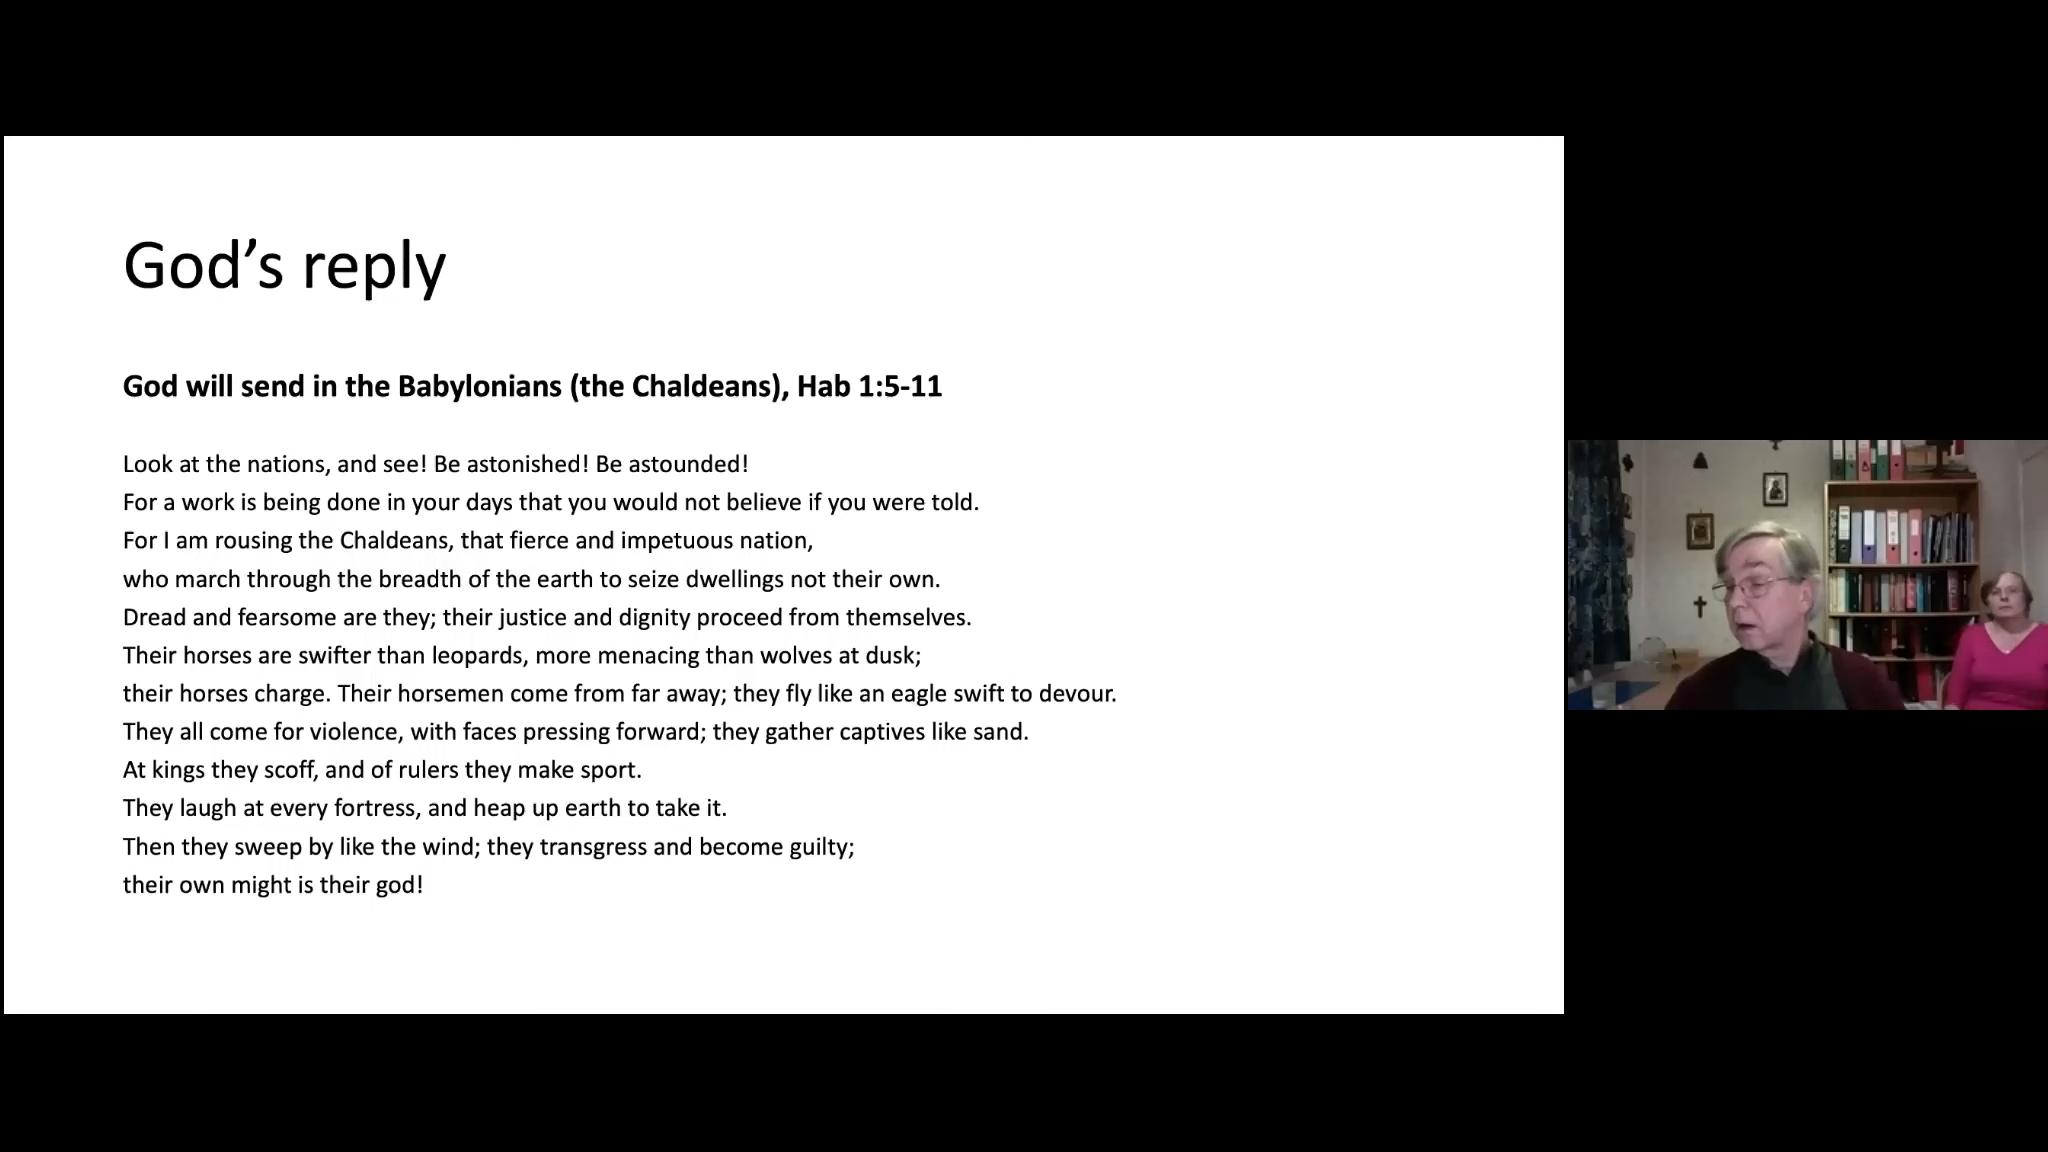 God’s reply
God will send in the Babylonians (the Chaldeans), Hab 1:5-11
Look at the nations, and see! Be astonished! Be astounded!
For a work is being done in your days that you would not believe if you were told.
For I am rousing the Chaldeans, that fierce and impetuous nation,
who march through the breadth of the earth to seize dwellings not their own.
Dread and fearsome are they; their justice and dignity proceed from themselves.
Their horses are swifter than leopards, more menacing than wolves at dusk;
their horses charge. Their horsemen come from far away; they fly like an eagle swift to devour.
They all come for violence, with faces pressing forward; they gather captives like sand.
At kings they scoff, and of rulers they make sport.
They laugh at every fortress, and heap up earth to take it.
Then they sweep by like the wind; they transgress and become guilty;
their own might is their god!